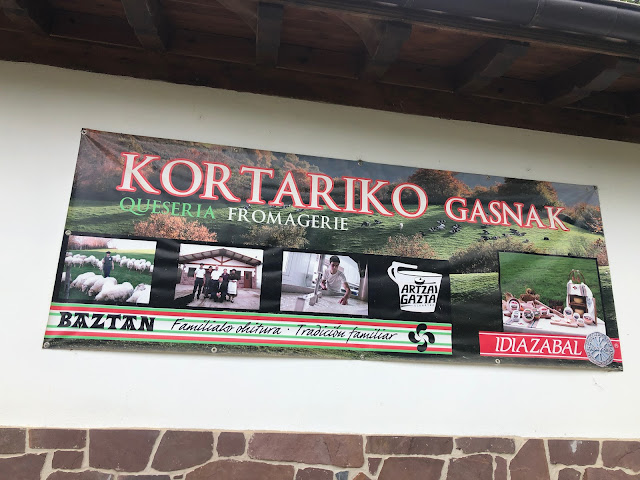 KORTARIKO GASNAK
QUESERIA FROMAGERIE
ARTZAI
GAZTA
BAZTAN
Familiako ohitura · Tradición familiar
IDIAZABAL